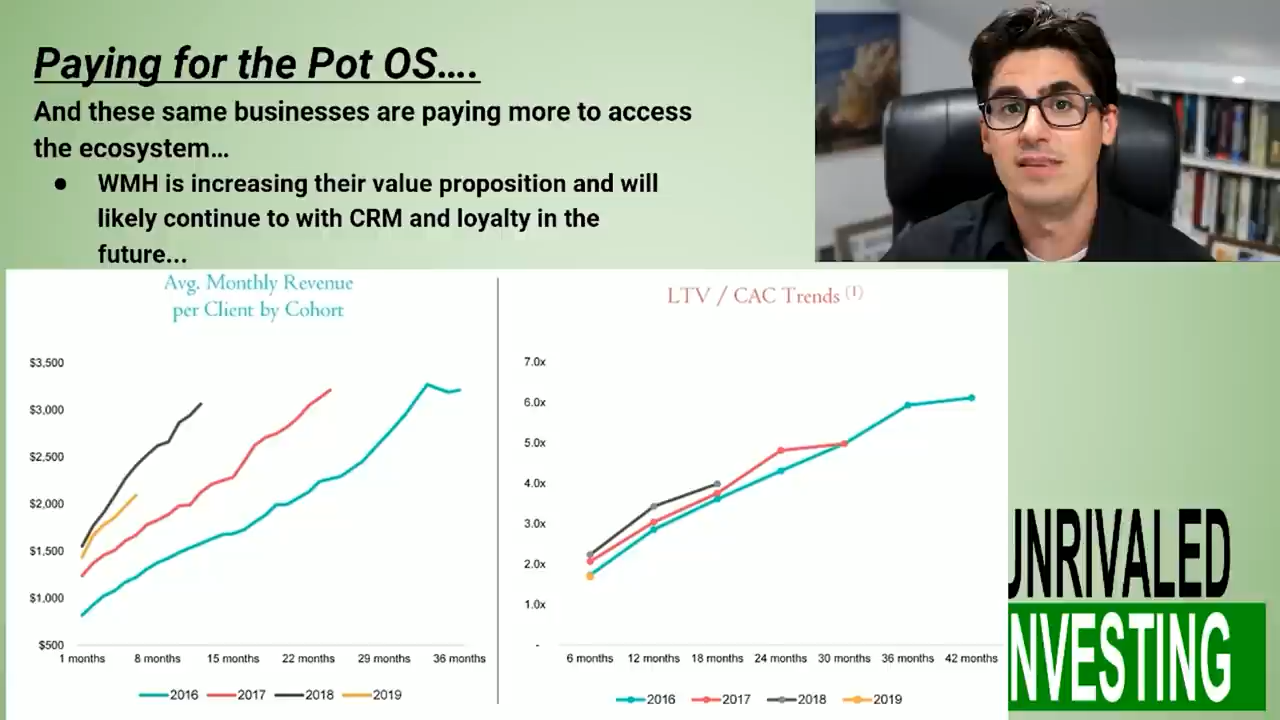 Paying for the Pot OS....
And these same businesses are paying more to access
the ecosystem...
● WMH is increasing their value proposition and will
likely continue to with CRM and loyalty in the
future...
Avg. Monthly Revenue
per Client by Cohort
$3,500
$3,000
$2,500
$2,000
$1,500
$1,000
$500
1 months 8 months 15 months 22 months 29 months 36 months
2016 2017 2018 2019
LTV / CAC Trends (1)
7.0x
6.0x
5.0x
4.0x
3.0x
2.0x
1.0x
-
6 months 12 months 18 months 24 months 30 months 36 months 42 months
2016 2017 2018 2019
UNRIVALED
INVESTING